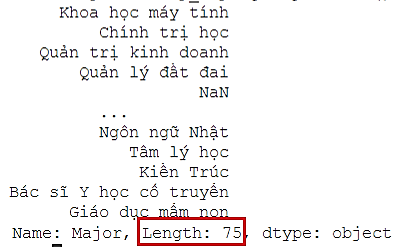 Khoa học máy tính
Chính trị học
Quản trị kinh doanh
Quản lý đất đai
NaN
...
Ngôn ngữ Nhật
Tâm lý học
Kiến Trúc
Bác sĩ Y học cổ truyền
Giáo dục mầm non
Name: Major, Length: 75, dtype: object